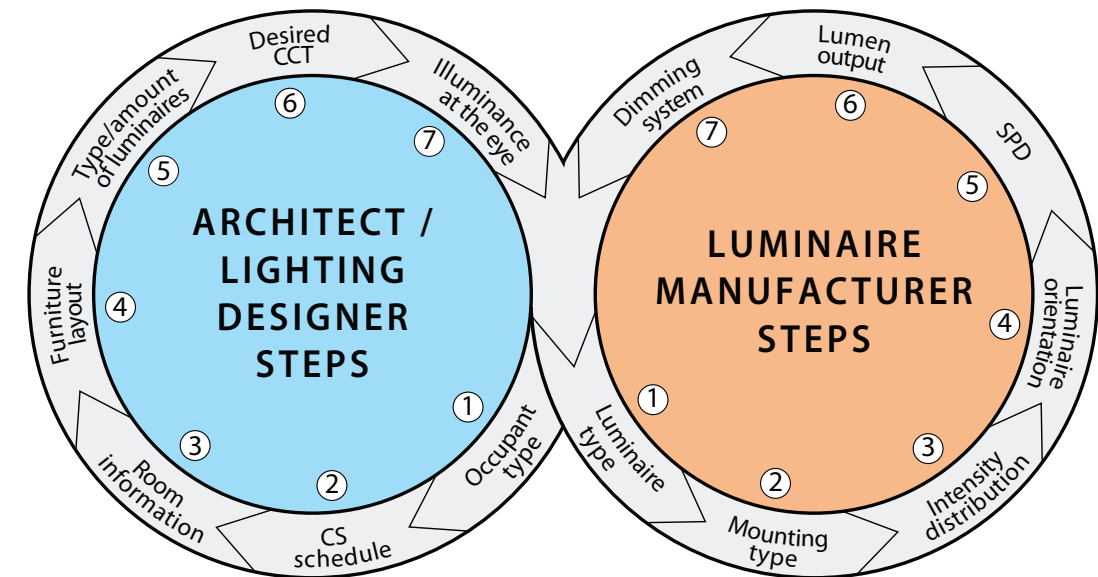 ARCHITECT /
LIGHTING
DESIGNER
STEPS
1
Occupant
type
2
CS
schedule
3
Room
information
4
Furniture
layout
5
Type/amount
of luminaires
6
Desired
CCT
7
Illuminance
at the eye
LUMINAIRE
MANUFACTURER
STEPS
1
Luminaire
type
2
Mounting
type
3
Intensity
distribution
4
Luminaire
orientation
5
SPD
6
Lumen
output
7
Dimming
system